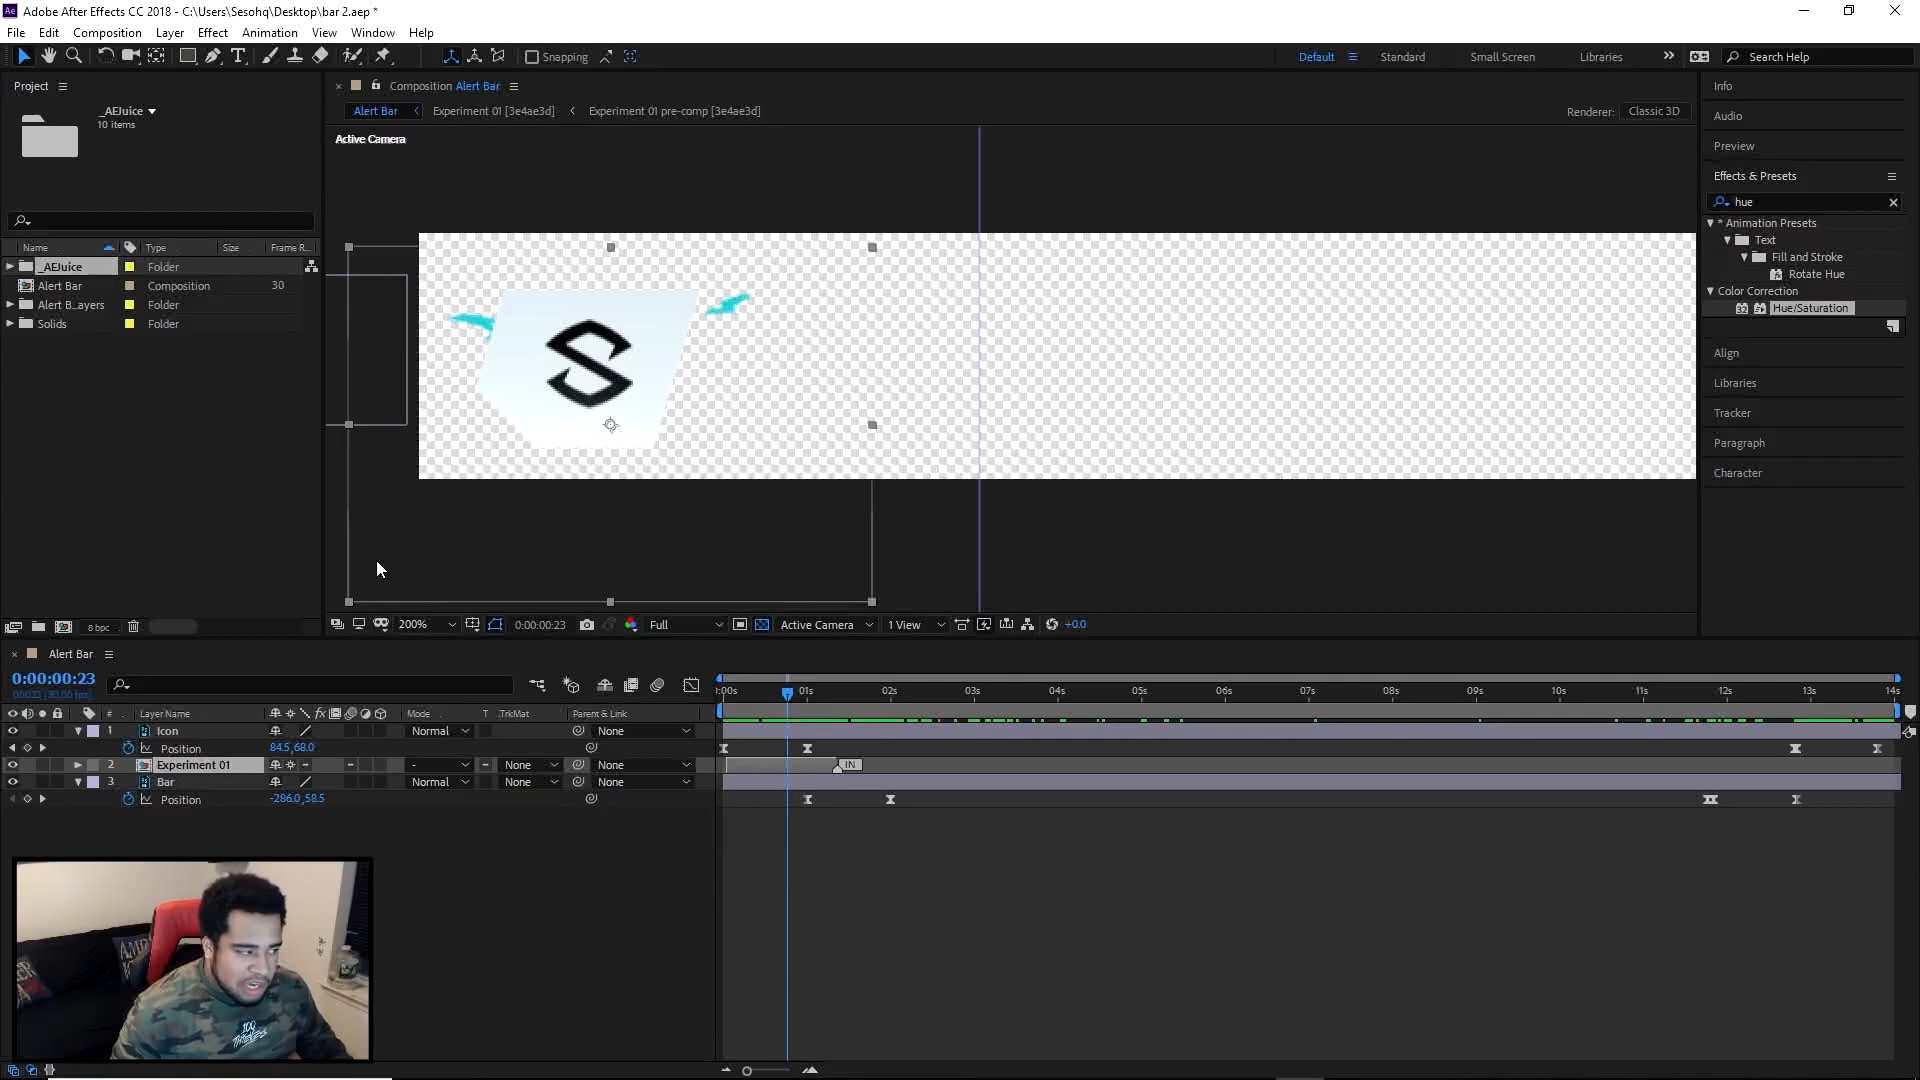 Adobe After Effects CC 2018 - C:\Users\Sesohq\Desktop\bar 2.aep *
File Edit Composition Layer Effect Animation View Window Help
Snapping
Default Standard Small Screen Libraries Search Help
Project
_AEJuice
10 items
Name Type Size Frame R...
_AEJuice Folder
Alert Bar Composition 30
Alert B...ayers Folder
Solids Folder
8 bpc
Composition Alert Bar
Alert Bar Experiment 01 [3e4ae3d] Experiment 01 pre-comp [3e4ae3d]
Renderer: Classic 3D
Active Camera
S
200% 0:00:00:23 Full Active Camera 1 View +0.0
Info
Audio
Preview
Effects & Presets
hue
* Animation Presets
Text
Fill and Stroke
Rotate Hue
Color Correction
32 Hue/Saturation
Align
Libraries
Tracker
Paragraph
Character
Alert Bar
0:00:00:23
:00s 01s 02s 03s 04s 05s 06s 07s 08s 09s 10s 11s 12s 13s 14s
# Layer Name Mode T .TrkMat Parent & Link
1 Icon Normal None
Position 84.5,68.0
2 Experiment 01 - None None IN
3 Bar Normal None None
Position -286.0,58.5
100
THIEVES